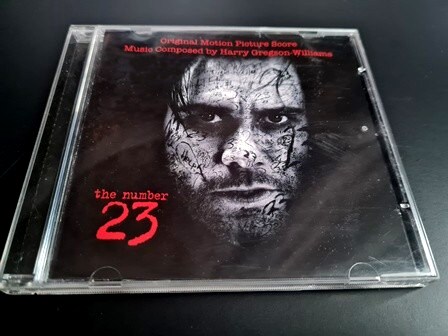 Original Motion Picture Score
Music Composed by Harry Gregson-Williams
the number
23